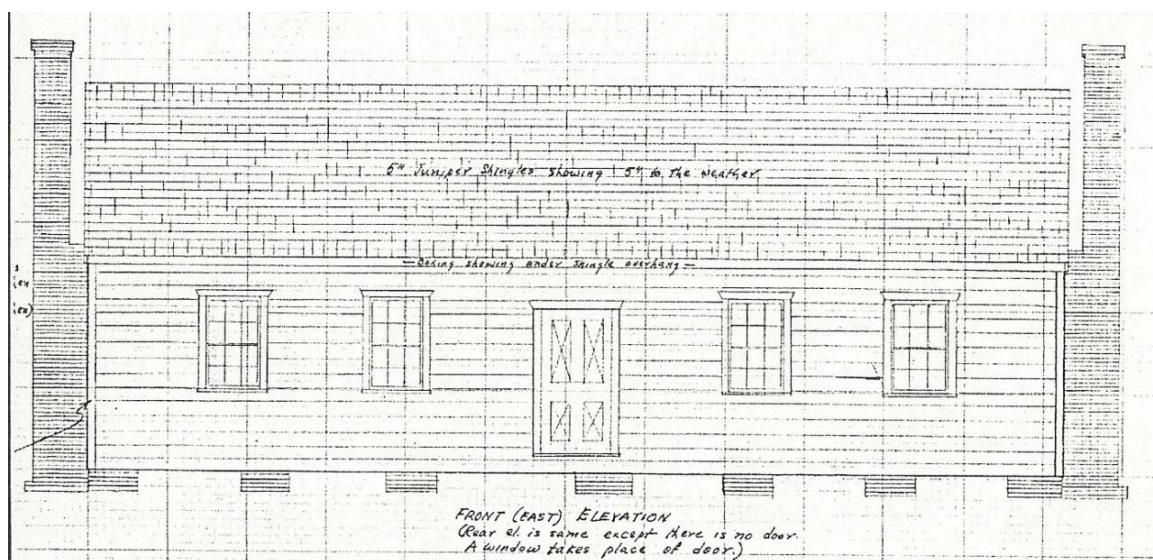 5" Juniper Shingles showing 5" to the weather.
showing under shingle overhang
FRONT (EAST) ELEVATION
(Rear el. is same except there is no door.
A window takes place of door.)